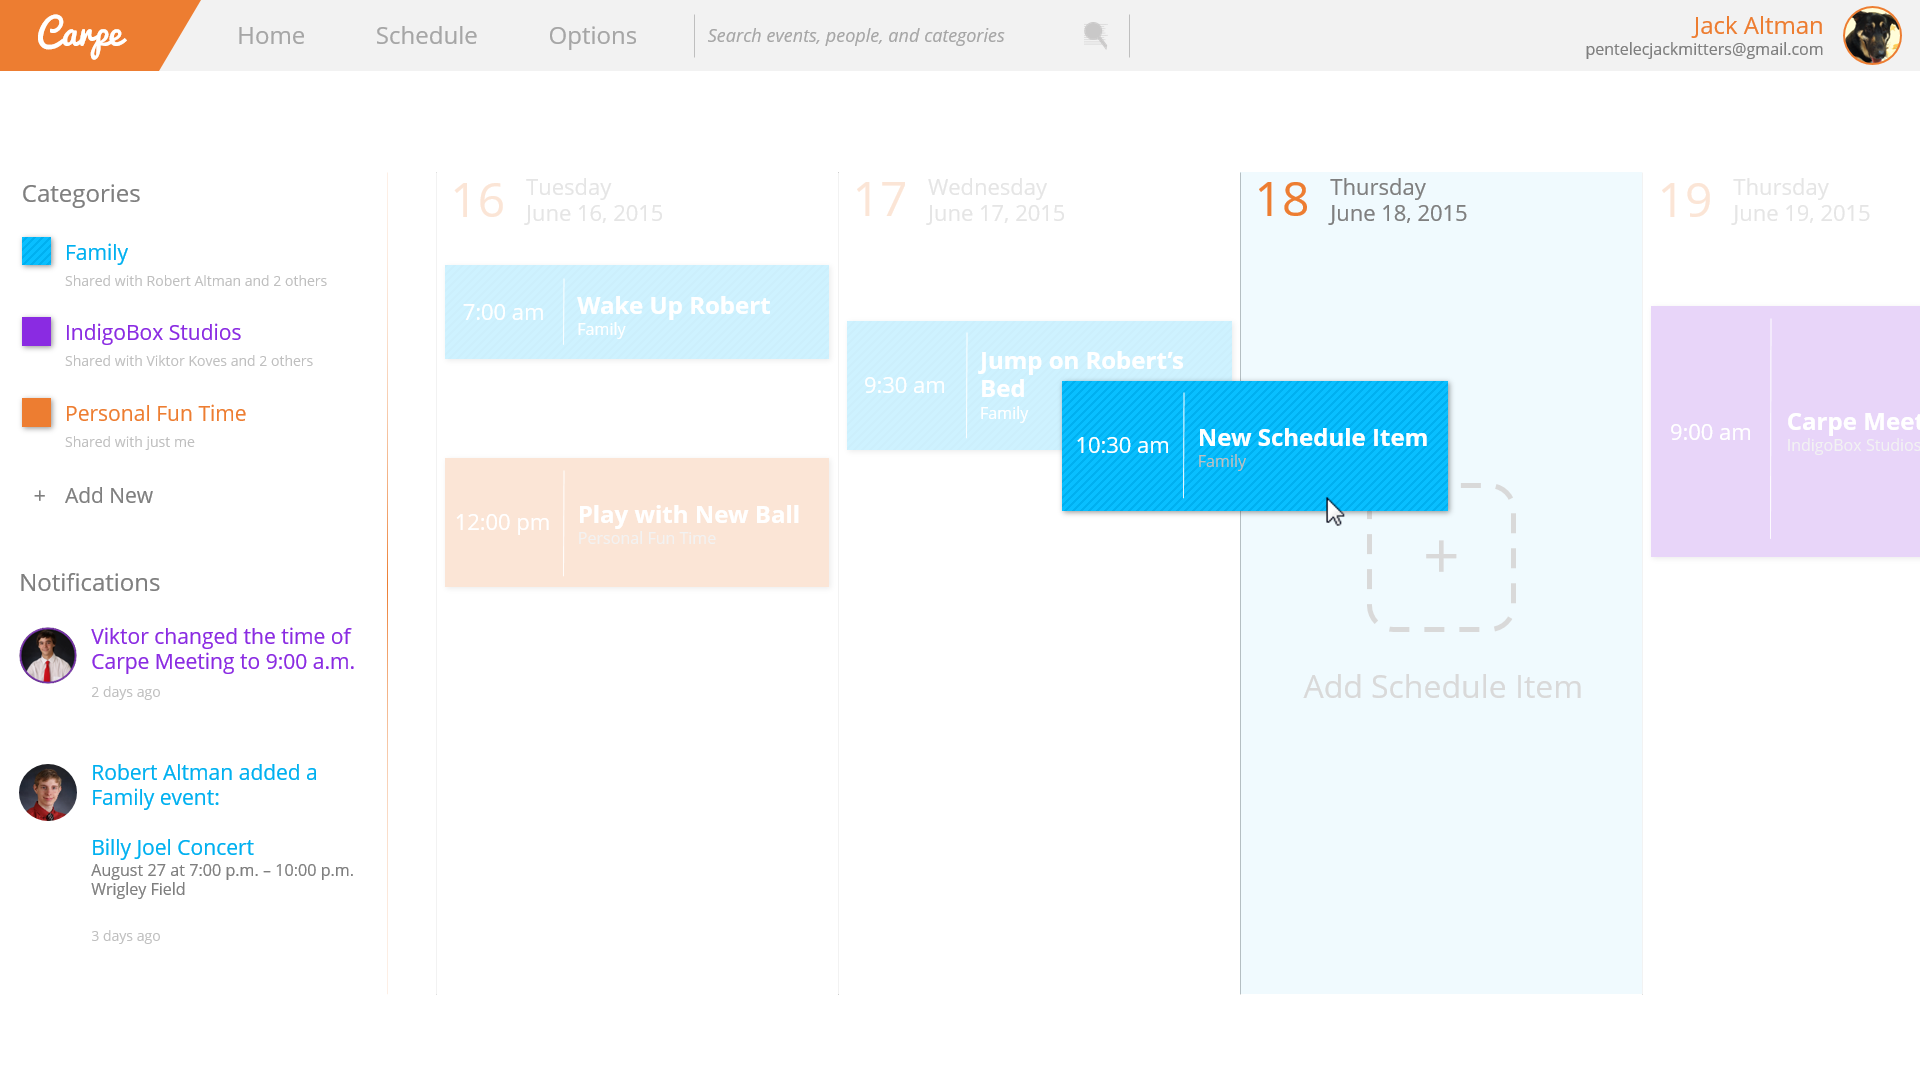 Carpe
Home
Schedule
Options
Search events, people, and categories
Jack Altman
pentelecjackmitters@gmail.com
Categories
Family
Shared with Robert Altman and 2 others
IndigoBox Studios
Shared with Viktor Koves and 2 others
Personal Fun Time
Shared with just me
+ Add New
Notifications
Viktor changed the time of
Carpe Meeting to 9:00 a.m.
2 days ago
Robert Altman added a
Family event:
Billy Joel Concert
August 27 at 7:00 p.m. – 10:00 p.m.
Wrigley Field
3 days ago
16
Tuesday
June 16, 2015
7:00 am
Wake Up Robert
Family
12:00 pm
Play with New Ball
Personal Fun Time
17
Wednesday
June 17, 2015
9:30 am
Jump on Robert’s
Bed
Family
10:30 am
New Schedule Item
Family
18
Thursday
June 18, 2015
+
Add Schedule Item
19
Thursday
June 19, 2015
9:00 am
Carpe Meet
IndigoBox Studios